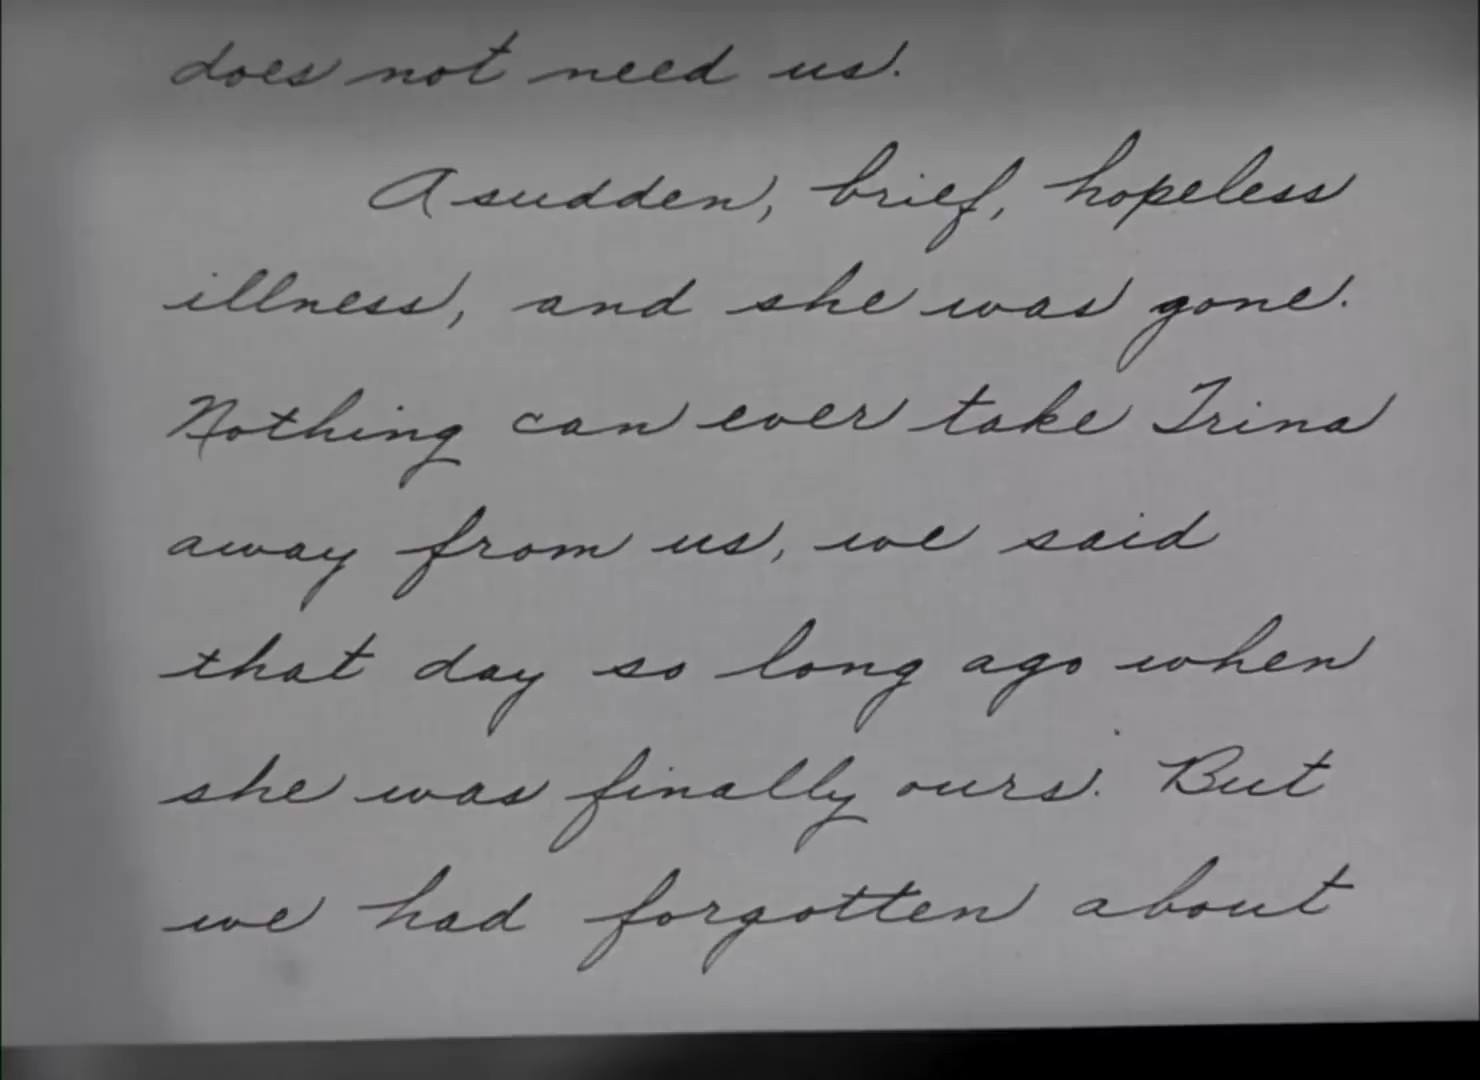 does not need us.
A sudden, brief, hopeless
illness, and she was gone.
Nothing can ever take Trina
away from us, we said
that day so long ago when
she was finally ours. But
we had forgotten about